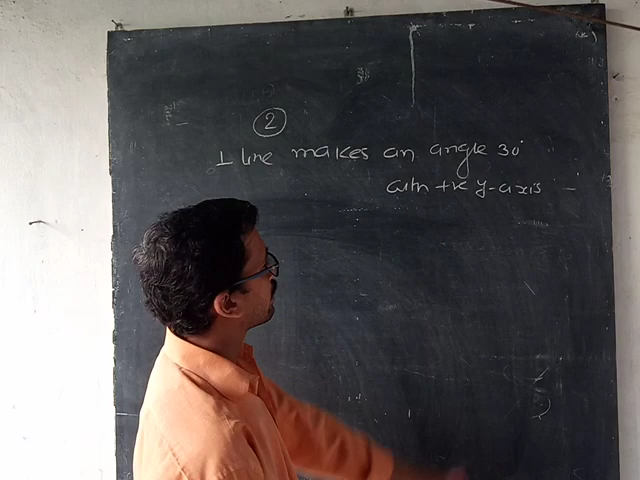 2
⊥ line makes an angle 30°
with +ve y-axis –